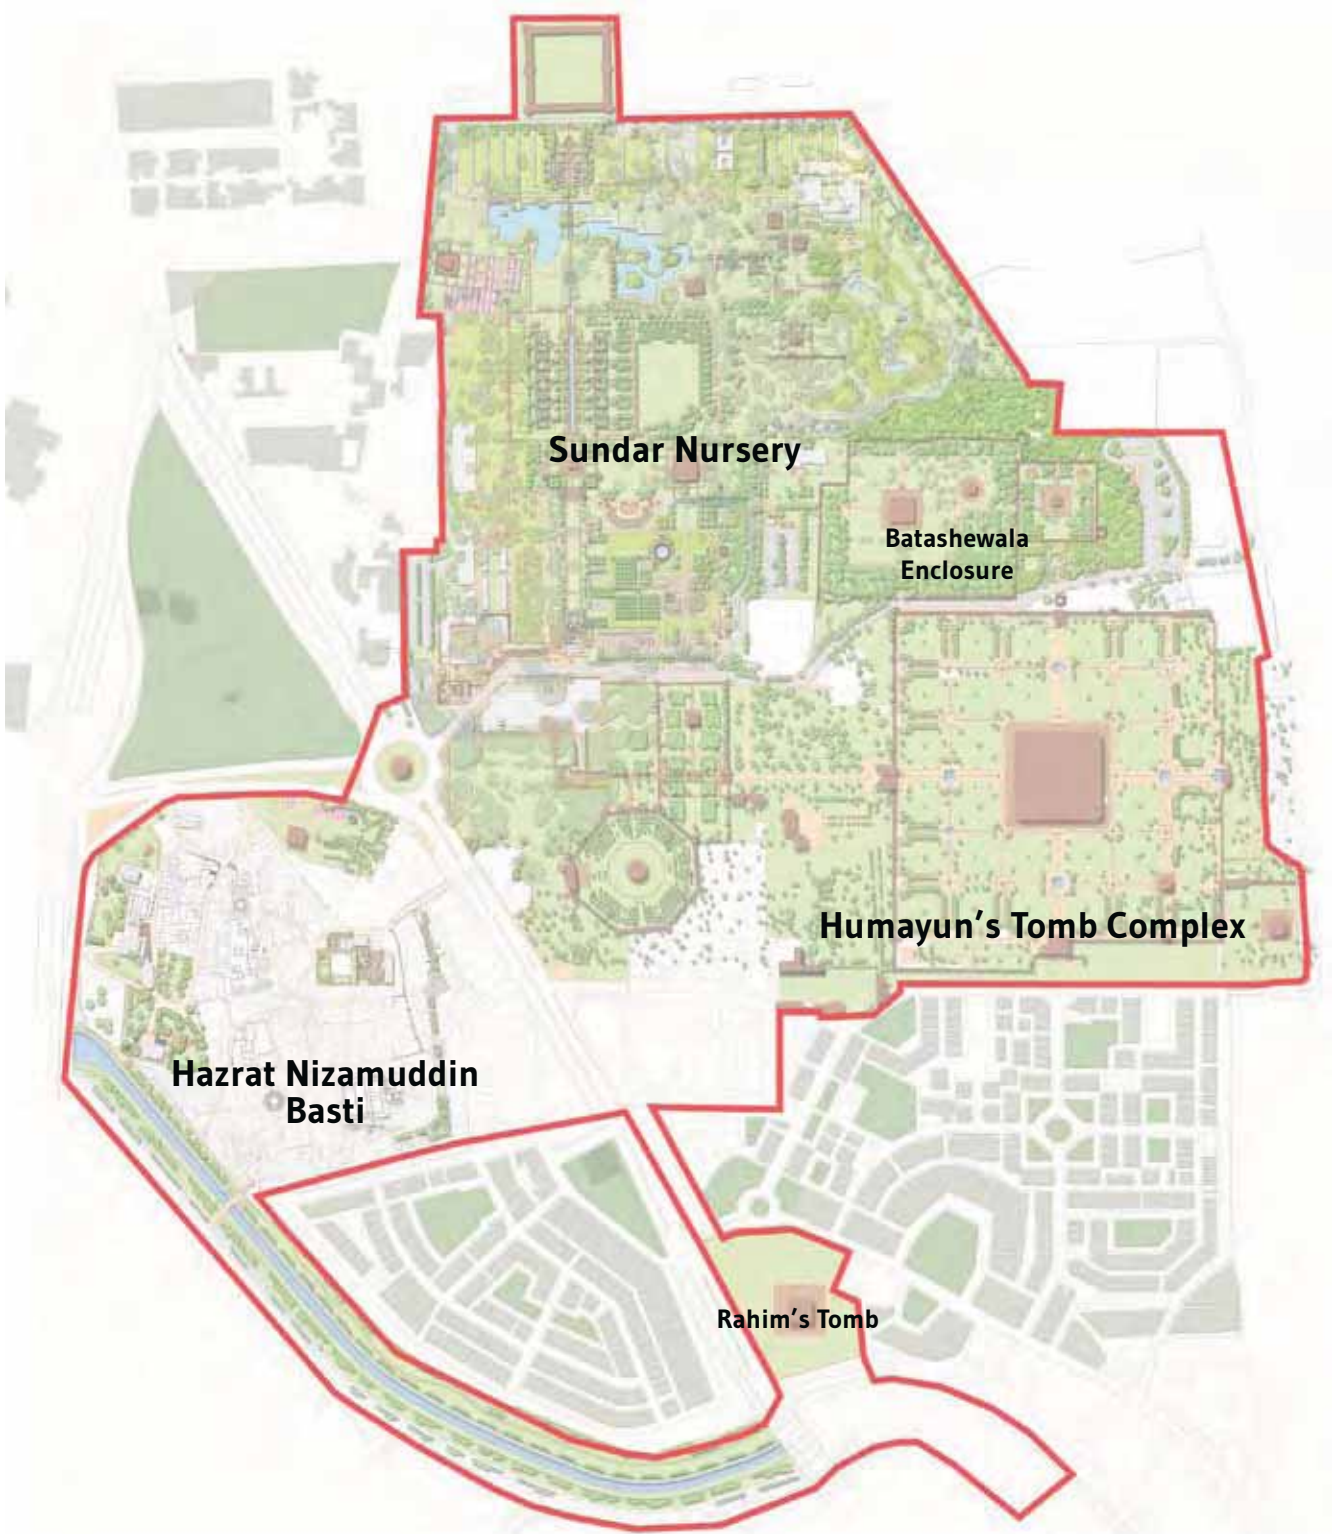 Sundar Nursery
Batashewala
Enclosure
Humayun's Tomb Complex
Hazrat Nizamuddin
Basti
Rahim's Tomb